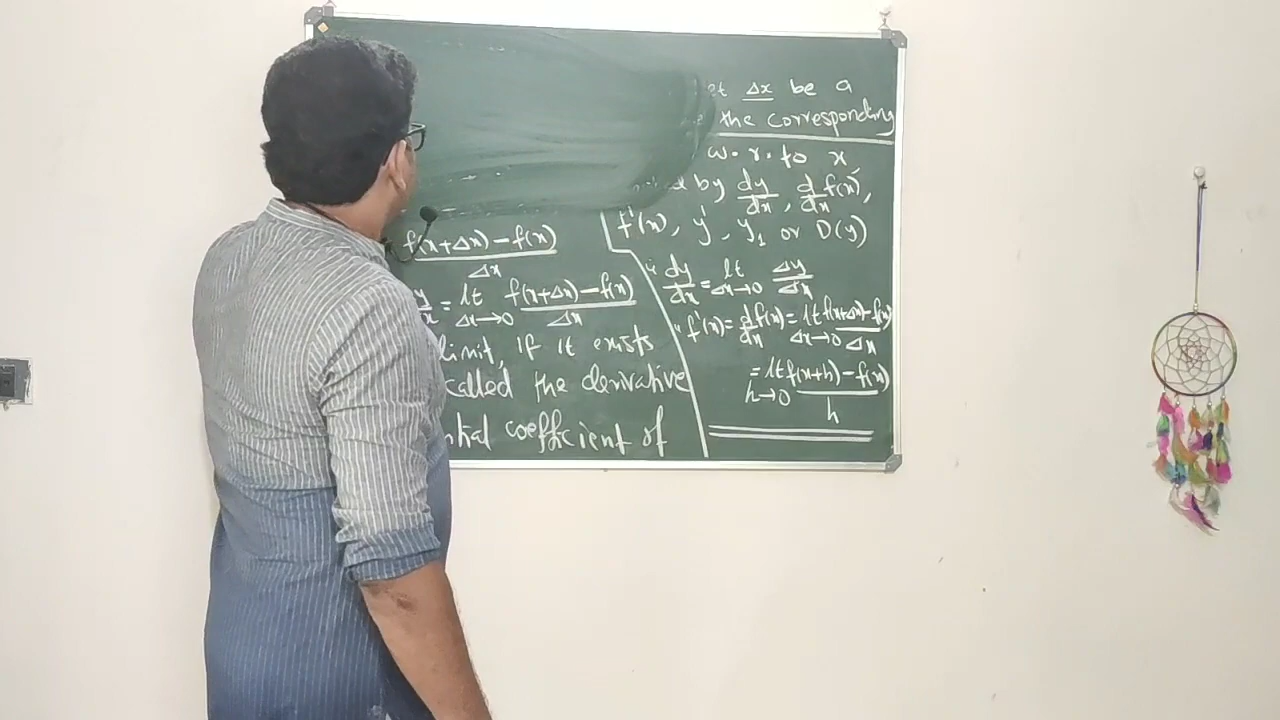 et Δx be a
the corresponding
w.r.to x
by dy/dx, d/dx f(x),
f'(x), y', y₁ or D(y)
f(x+Δx)-f(x)
Δx
= lt Δx→0 f(x+Δx)-f(x) / Δx
limit, if it exists
called the derivative
ntial coefficient of
dy/dx = lt Δx→0 Δy/Δx
f'(x) = d/dx f(x) = lt Δx→0 f(x+Δx)-f(x) / Δx
= lt h→0 f(x+h)-f(x) / h